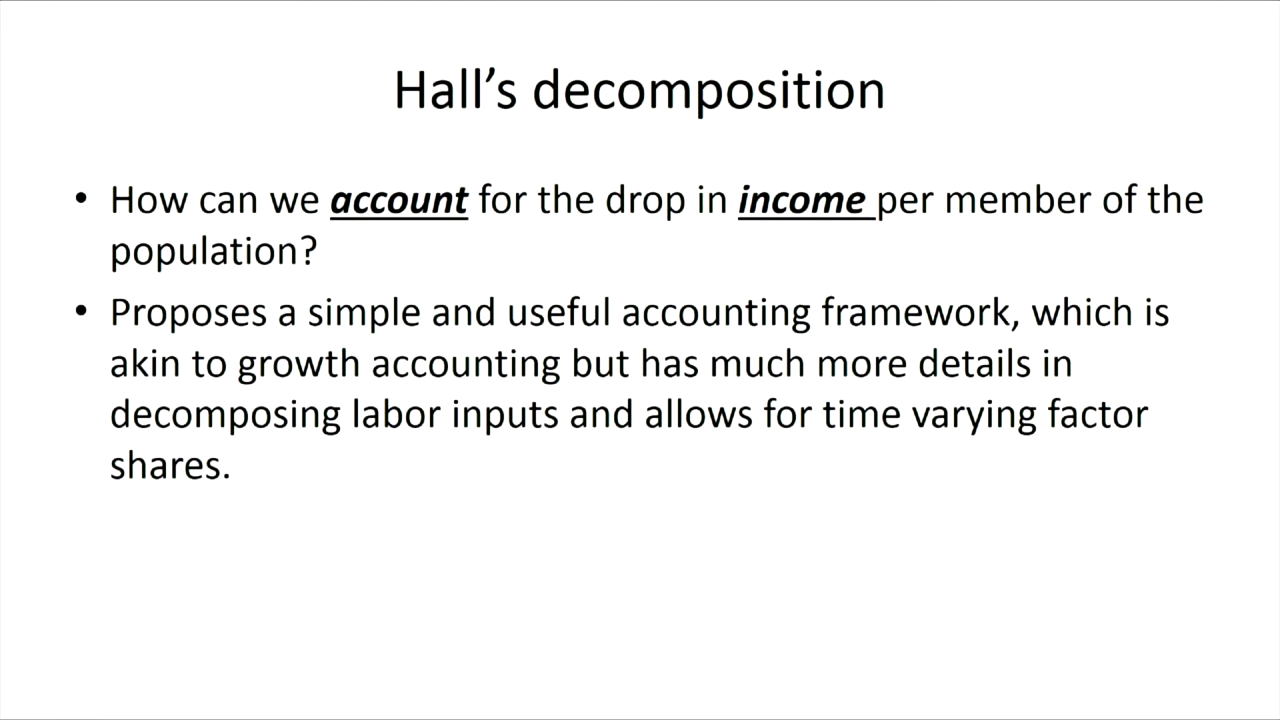 Hall’s decomposition
• How can we account for the drop in income per member of the
population?
• Proposes a simple and useful accounting framework, which is
akin to growth accounting but has much more details in
decomposing labor inputs and allows for time varying factor
shares.